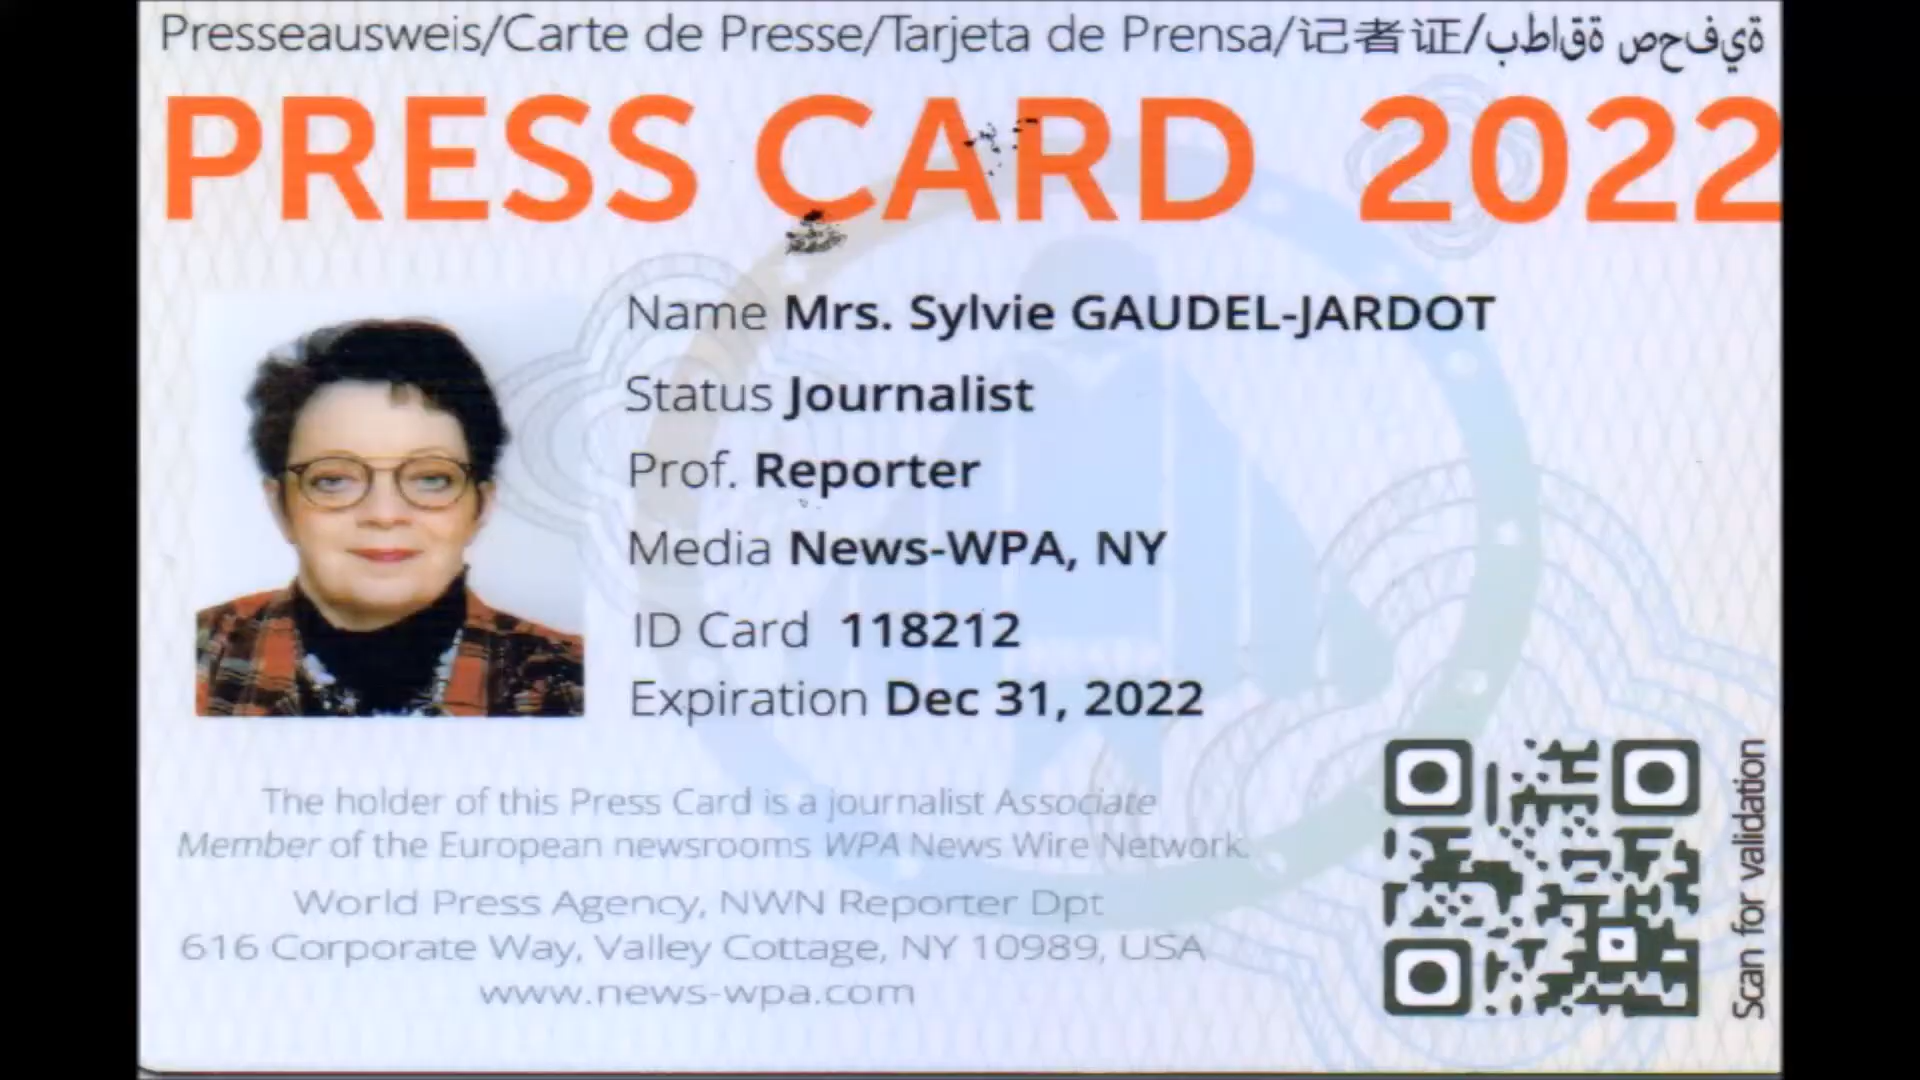 Presseausweis/Carte de Presse/Tarjeta de Prensa/记者证/بطاقة صحفية
PRESS CARD 2022
Name Mrs. Sylvie GAUDEL-JARDOT
Status Journalist
Prof. Reporter
Media News-WPA, NY
ID Card 118212
Expiration Dec 31, 2022
The holder of this Press Card is a journalist Associate
Member of the European newsrooms WPA News Wire Network.
World Press Agency, NWN Reporter Dpt
616 Corporate Way, Valley Cottage, NY 10989, USA
www.news-wpa.com
Scan for validation